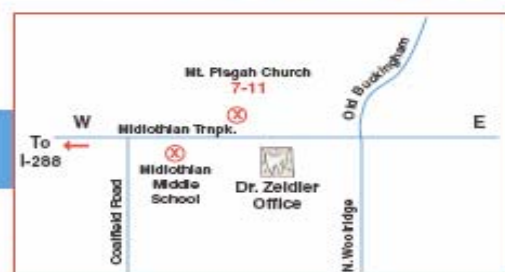 Mt. Pisgah Church
7-11
Old Buckingham
W
E
Midlothian Trnpk.
To
I-288
Midlothian
Middle
School
Dr. Zeidler
Office
Coalfield Road
N. Woolridge